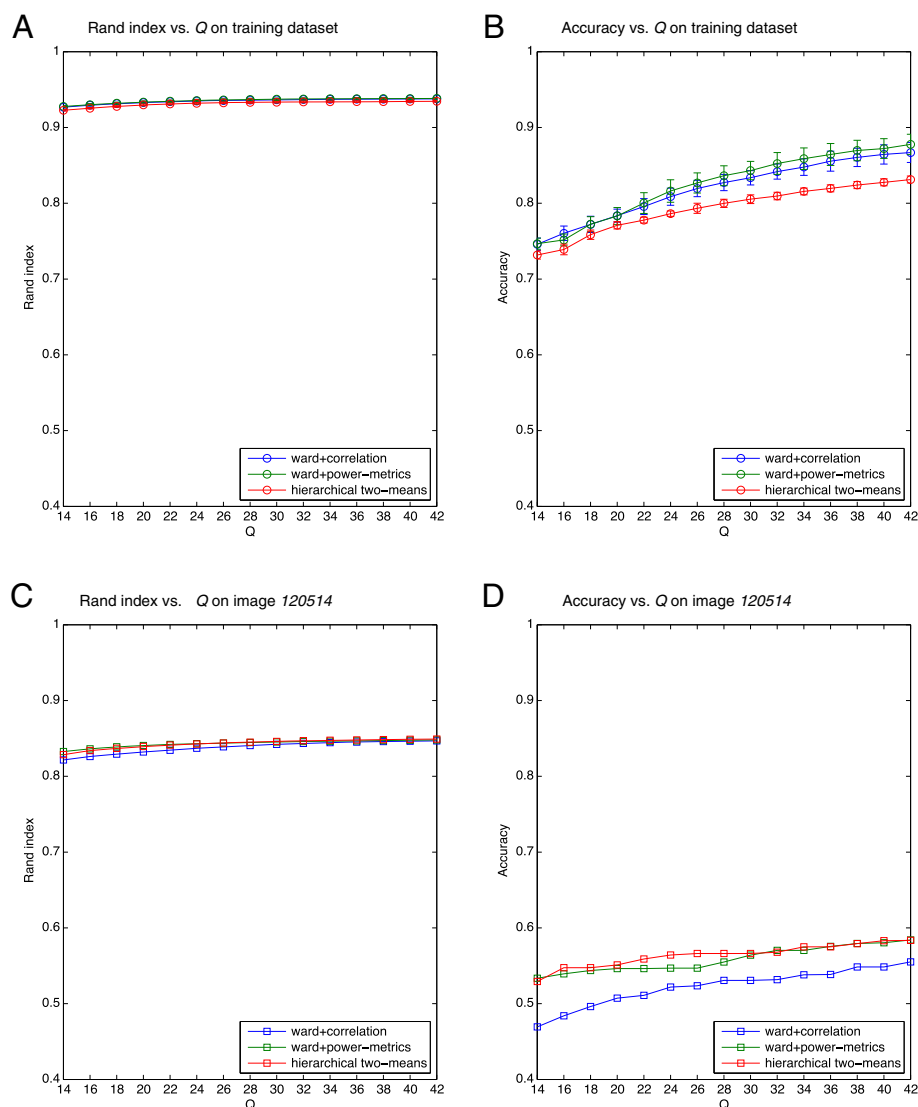 A
Rand index vs. Q on training dataset
1
0.9
0.8
0.7
0.6
0.5
0.4
Rand index
ward+correlation
ward+power-metrics
hierarchical two-means
14 16 18 20 22 24 26 28 30 32 34 36 38 40 42
Q
B
Accuracy vs. Q on training dataset
1
0.9
0.8
0.7
0.6
0.5
0.4
Accuracy
ward+correlation
ward+power-metrics
hierarchical two-means
14 16 18 20 22 24 26 28 30 32 34 36 38 40 42
Q
C
Rand index vs. Q on image 120514
1
0.9
0.8
0.7
0.6
0.5
0.4
Rand index
ward+correlation
ward+power-metrics
hierarchical two-means
14 16 18 20 22 24 26 28 30 32 34 36 38 40 42
Q
D
Accuracy vs. Q on image 120514
1
0.9
0.8
0.7
0.6
0.5
0.4
Accuracy
ward+correlation
ward+power-metrics
hierarchical two-means
14 16 18 20 22 24 26 28 30 32 34 36 38 40 42
Q